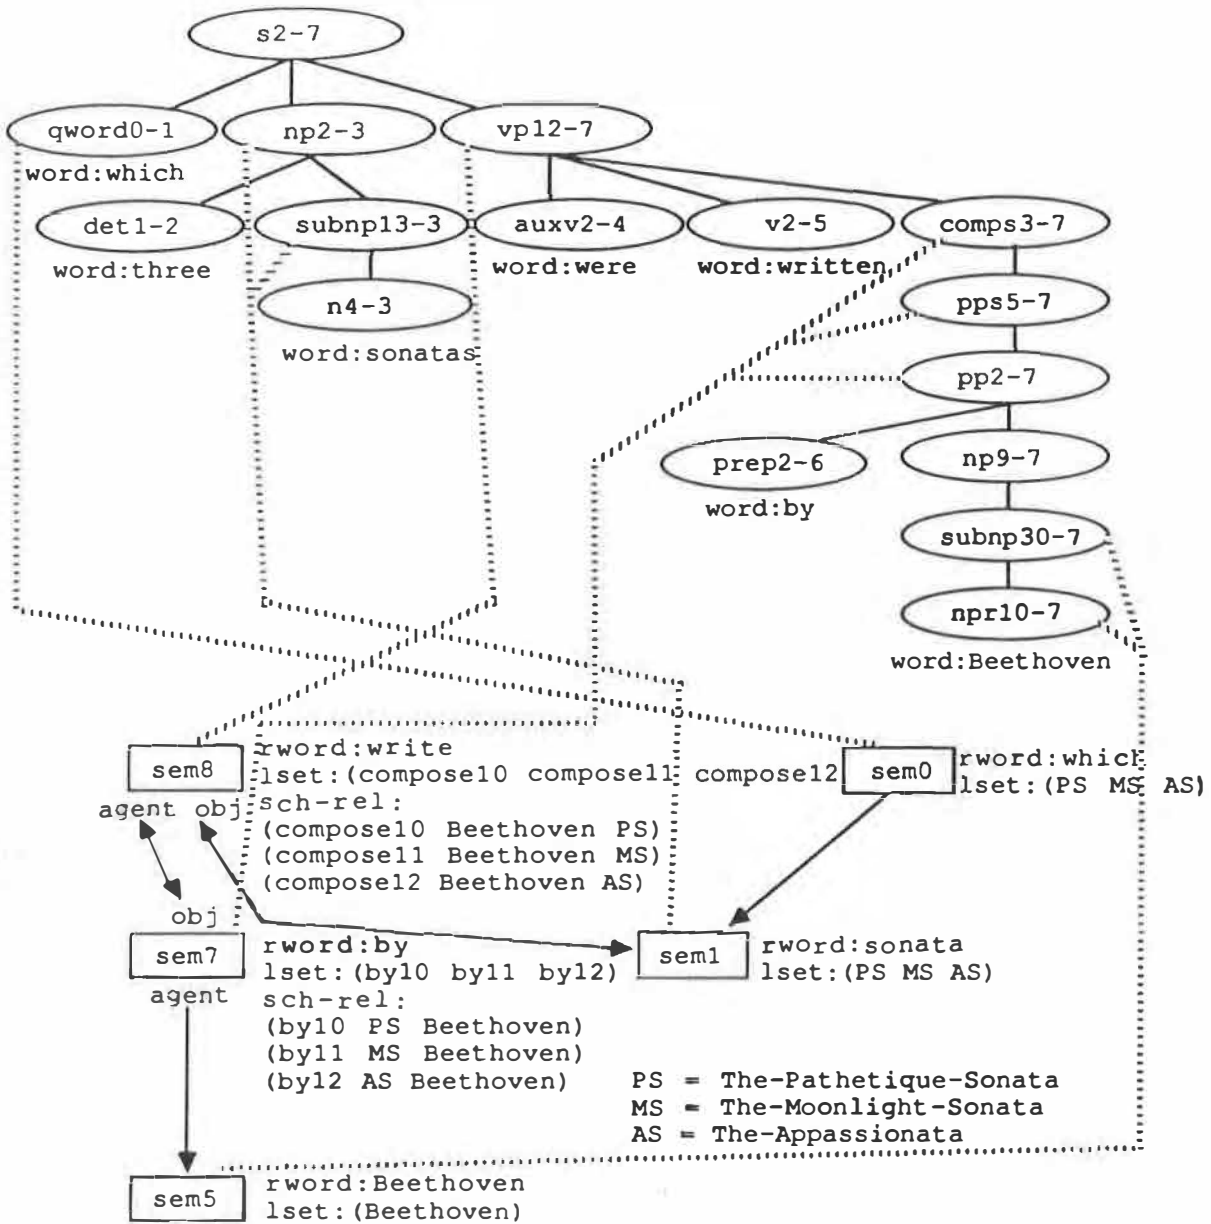 s2-7
qword0-1 np2-3 vp12-7
word:which
det1-2 subnp13-3 auxv2-4 v2-5 comps3-7
word:three word:were word:written
n4-3 pps5-7
word:sonatas
pp2-7
prep2-6 np9-7
word:by
subnp30-7
npr10-7
word:Beethoven
sem8 rword:write
lset:(compose10 compose11 compose12
sem0 rword:which
lset:(PS MS AS)
agent obj sch-rel:
(compose10 Beethoven PS)
(compose11 Beethoven MS)
(compose12 Beethoven AS)
obj
sem7 rword:by
lset:(by10 by11 by12)
sem1 rword:sonata
lset:(PS MS AS)
agent sch-rel:
(by10 PS Beethoven)
(by11 MS Beethoven)
(by12 AS Beethoven)
PS = The-Pathetique-Sonata
MS = The-Moonlight-Sonata
AS = The-Appassionata
sem5 rword:Beethoven
lset:(Beethoven)